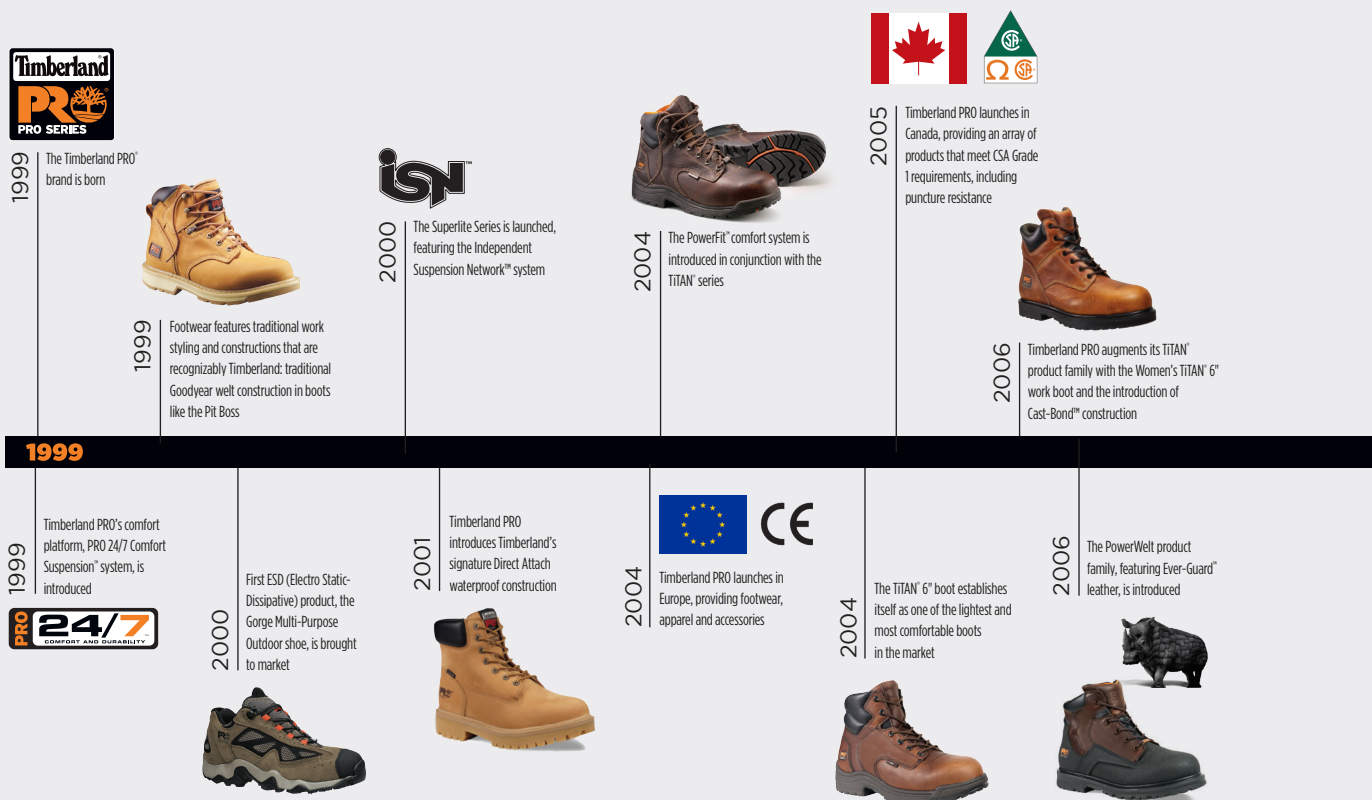 Timberland®
PRO®
PRO SERIES
1999
The Timberland PRO®
brand is born
1999
Footwear features traditional work
styling and constructions that are
recognizably Timberland: traditional
Goodyear welt construction in boots
like the Pit Boss
iSN™
2000
The Superlite Series is launched,
featuring the Independent
Suspension Network™ system
2004
The PowerFit™ comfort system is
introduced in conjunction with the
TiTAN® series
CSA
Ω CSA
2005
Timberland PRO launches in
Canada, providing an array of
products that meet CSA Grade
1 requirements, including
puncture resistance
2006
Timberland PRO augments its TiTAN®
product family with the Women's TiTAN® 6"
work boot and the introduction of
Cast-Bond™ construction
1999
1999
Timberland PRO's comfort
platform, PRO 24/7 Comfort
Suspension™ system, is
introduced
PRO
24/7™
COMFORT AND DURABILITY
2000
First ESD (Electro Static-
Dissipative) product, the
Gorge Multi-Purpose
Outdoor shoe, is brought
to market
2001
Timberland PRO
introduces Timberland's
signature Direct Attach
waterproof construction
CE
2004
Timberland PRO launches in
Europe, providing footwear,
apparel and accessories
2004
The TiTAN® 6" boot establishes
itself as one of the lightest and
most comfortable boots
in the market
2006
The PowerWelt product
family, featuring Ever-Guard™
leather, is introduced